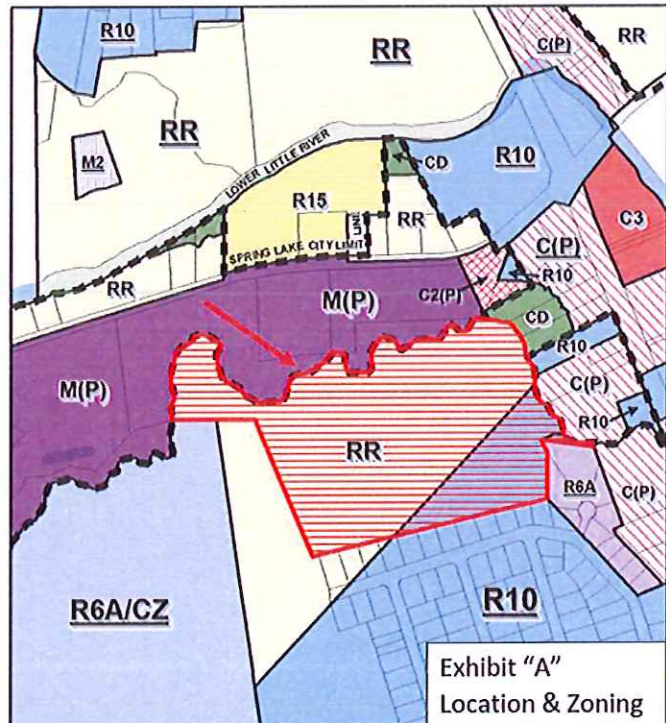 R10
RR
C(P)
RR
RR
M2
LOWER LITTLE RIVER
CD
R10
R15
C3
RR
LINE
SPRING LAKE CITY LIMIT
C(P)
R10
RR
C2(P)
M(P)
CD
R10
M(P)
C(P)
R10
RR
R6A
C(P)
R6A/CZ
R10
Exhibit "A"
Location & Zoning